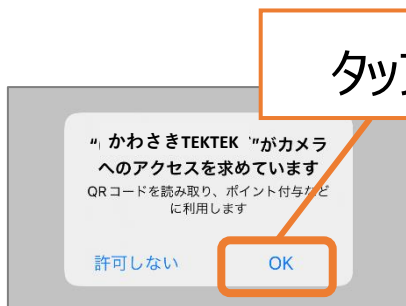 タップ
“かわさきTEKTEK”がカメラ
へのアクセスを求めています
QRコードを読み取り、ポイント付与など
に利用します
許可しない
OK